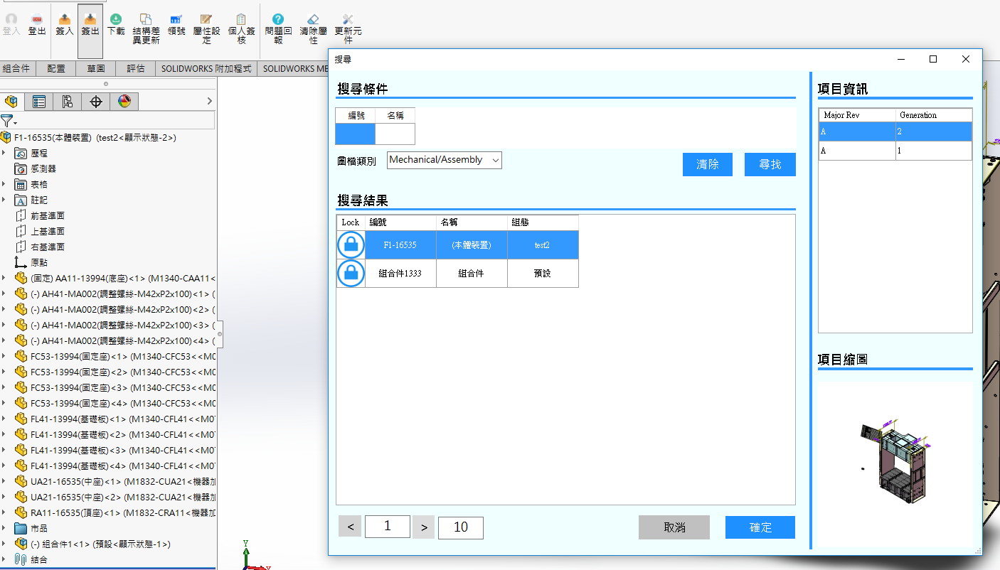 登入 登出 簽入 簽出 下載 結構差異更新 領號 屬性設定 個人簽核 問題回報 清除屬性 更新元件
組合件 配置 草圖 評估 SOLIDWORKS 附加程式 SOLIDWORKS MB
F1-16535(本體裝置) (test2<顯示狀態-2>)
歷程
感測器
表格
註記
前基準面
上基準面
右基準面
原點
(固定) AA11-13994(底座)<1> (M1340-CAA11<
(-) AH41-MA002(調整螺絲-M42xP2x100)<1> (
(-) AH41-MA002(調整螺絲-M42xP2x100)<2> (
(-) AH41-MA002(調整螺絲-M42xP2x100)<3> (
(-) AH41-MA002(調整螺絲-M42xP2x100)<4> (
FC53-13994(固定座)<1> (M1340-CFC53<<M0
FC53-13994(固定座)<2> (M1340-CFC53<<M0
FC53-13994(固定座)<3> (M1340-CFC53<<M0
FC53-13994(固定座)<4> (M1340-CFC53<<M0
FL41-13994(基礎板)<1> (M1340-CFL41<<M0
FL41-13994(基礎板)<2> (M1340-CFL41<<M0
FL41-13994(基礎板)<3> (M1340-CFL41<<M0
FL41-13994(基礎板)<4> (M1340-CFL41<<M0
UA21-16535(中座)<1> (M1832-CUA21<機器加
UA21-16535(中座)<2> (M1832-CUA21<機器加
RA11-16535(頂座)<1> (M1832-CRA11<機器加
市品
(-) 組合件1<1> (預設<顯示狀態-1>)
結合
Y
X
搜尋
搜尋條件
編號 名稱
圖檔類別 Mechanical/Assembly 清除 尋找
搜尋結果
Lock 編號 名稱 組態
F1-16535 (本體裝置) test2
組合件1333 組合件 預設
< 1 > 10 取消 確定
項目資訊
Major Rev Generation
A 2
A 1
項目縮圖